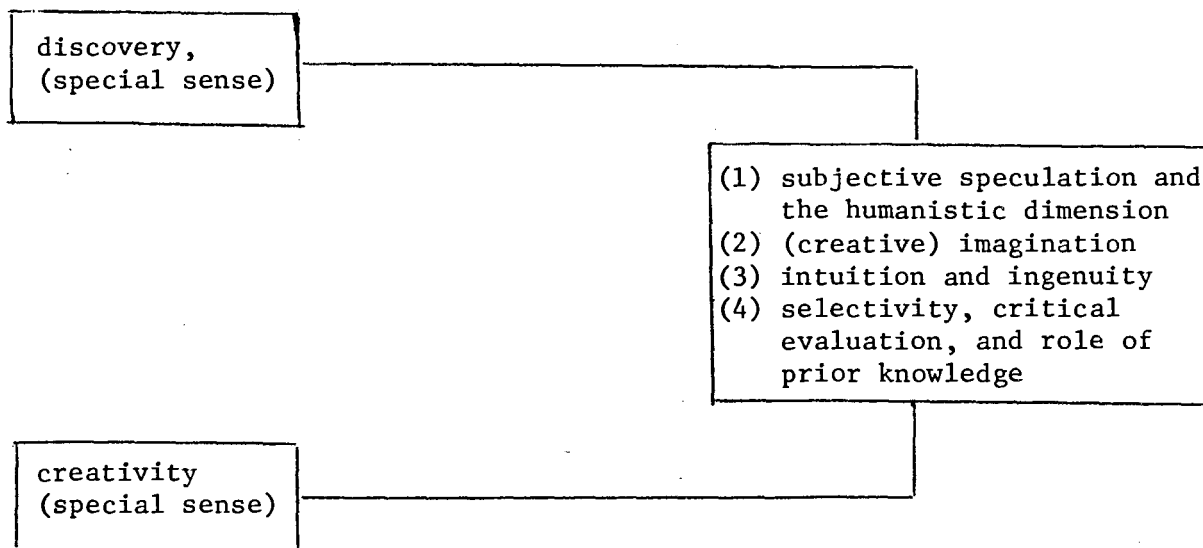 discovery,
(special sense)
(1) subjective speculation and
the humanistic dimension
(2) (creative) imagination
(3) intuition and ingenuity
(4) selectivity, critical
evaluation, and role of
prior knowledge
creativity
(special sense)